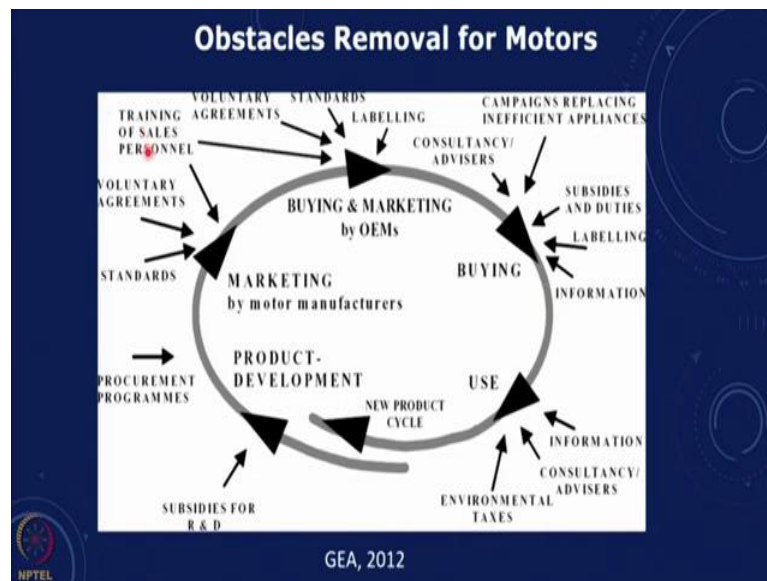 Obstacles Removal for Motors
TRAINING
OF SALES
PERSONNEL
VOLUNTARY
AGREEMENTS
STANDARDS
LABELLING
CAMPAIGNS REPLACING
INEFFICIENT APPLIANCES
CONSULTANCY/
ADVISERS
SUBSIDIES
AND DUTIES
LABELLING
INFORMATION
VOLUNTARY
AGREEMENTS
STANDARDS
BUYING & MARKETING
by OEMs
BUYING
MARKETING
by motor manufacturers
PROCUREMENT
PROGRAMMES
PRODUCT-
DEVELOPMENT
NEW PRODUCT
CYCLE
USE
INFORMATION
CONSULTANCY/
ADVISERS
ENVIRONMENTAL
TAXES
SUBSIDIES FOR
R & D
GEA, 2012
NPTEL